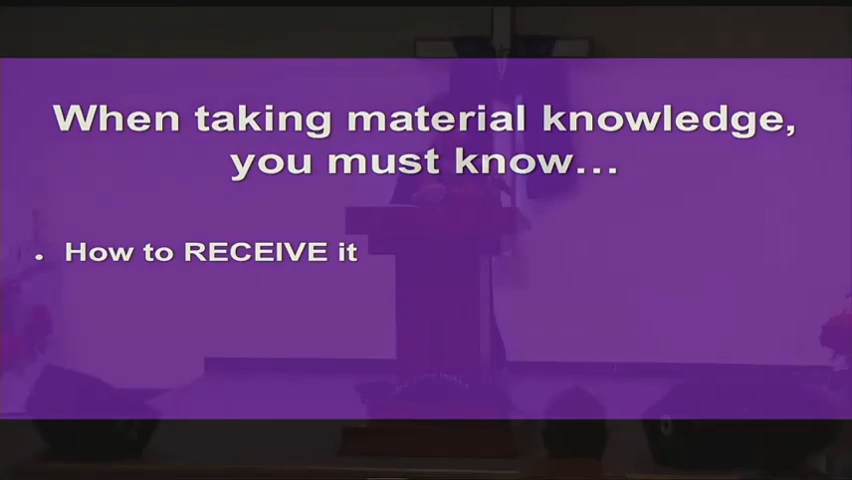 When taking material knowledge,
you must know...
. How to RECEIVE it